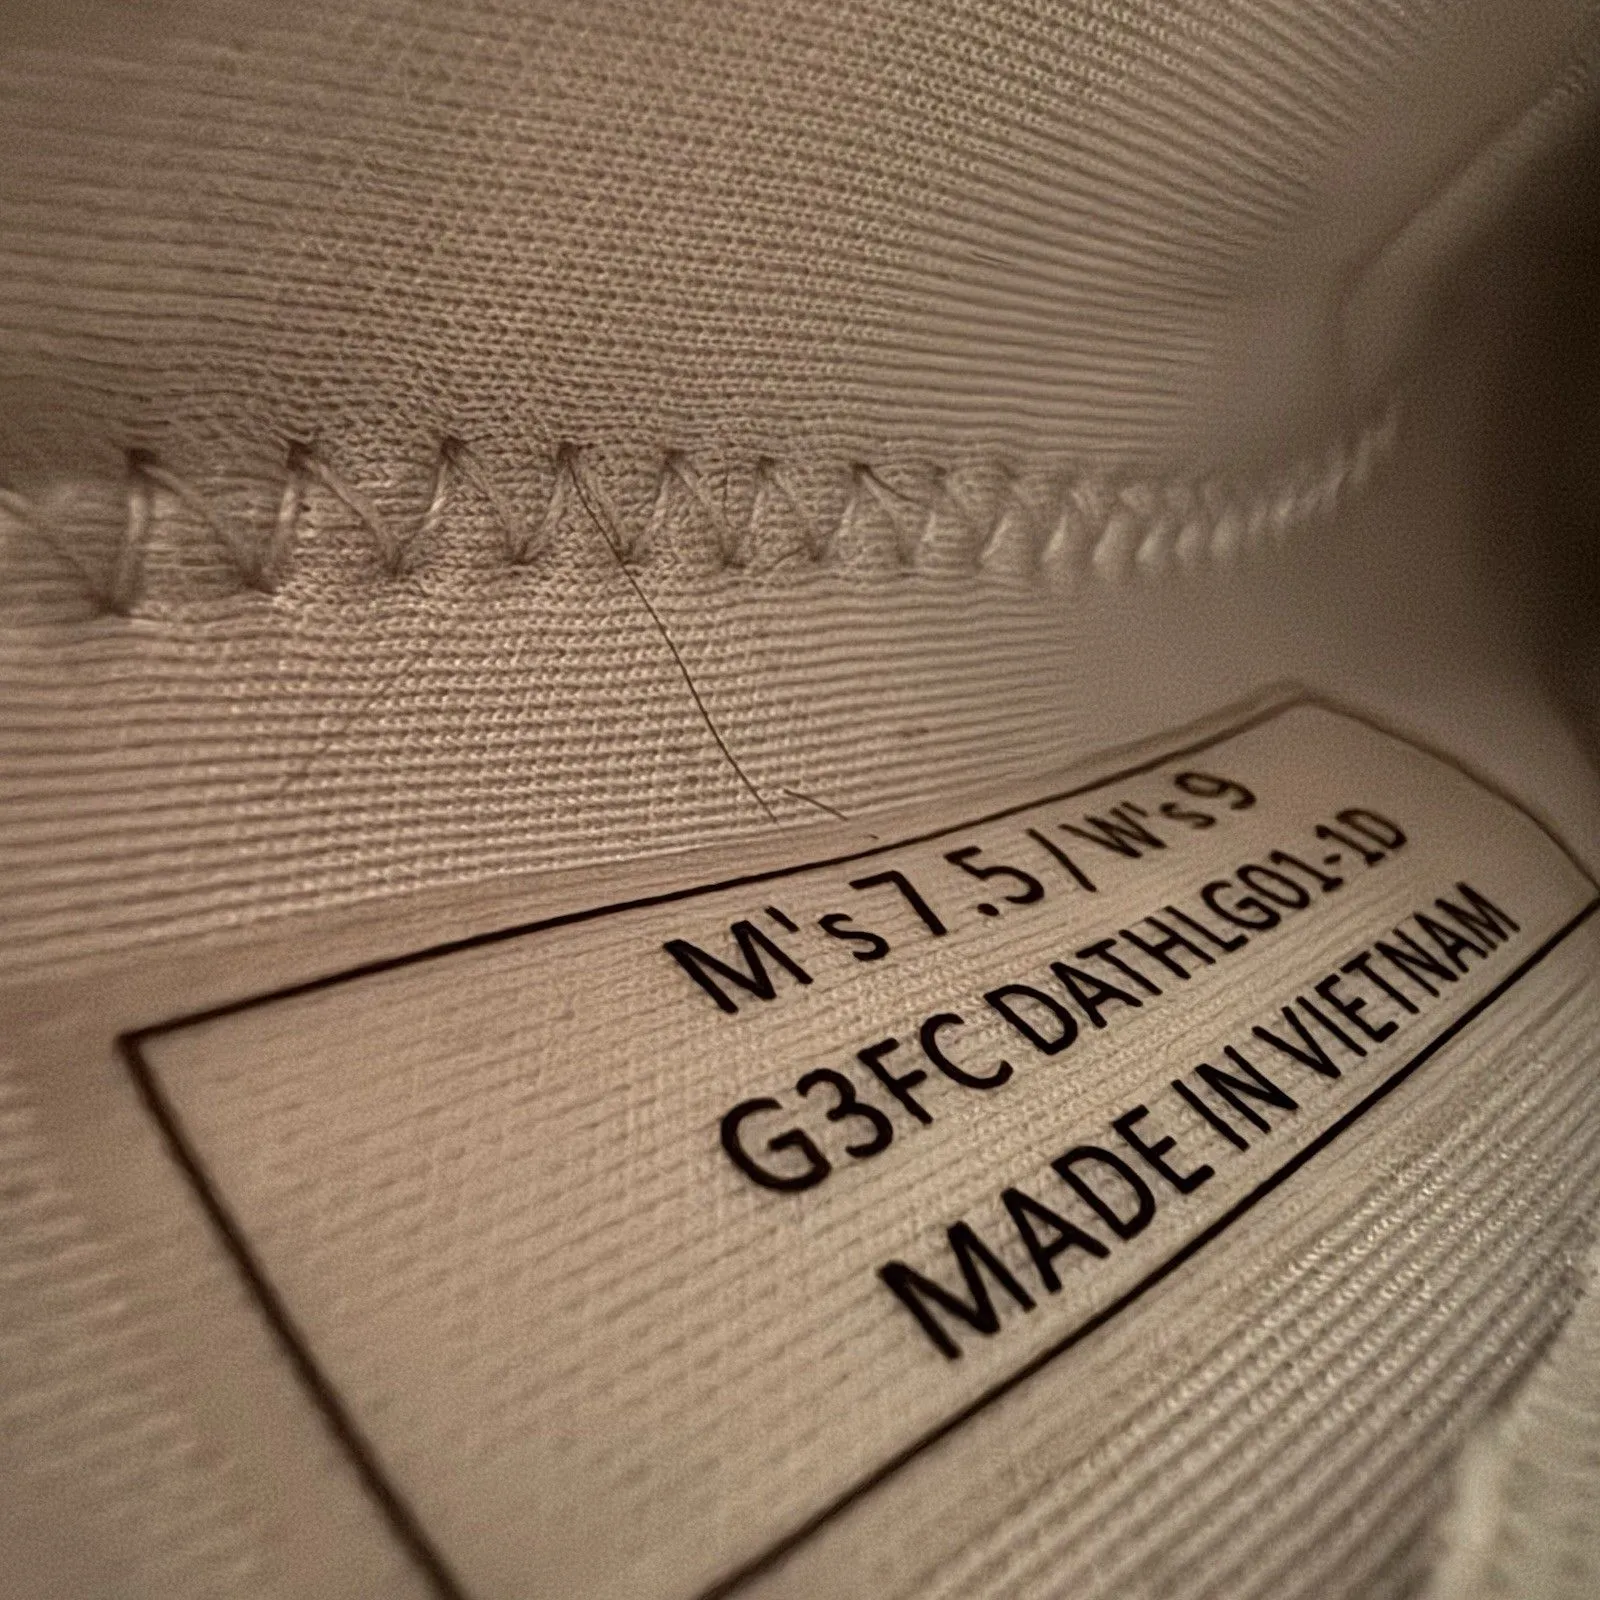 M's 7.5 / W's 9
G3FC DATHLG01-1D
MADE IN VIETNAM